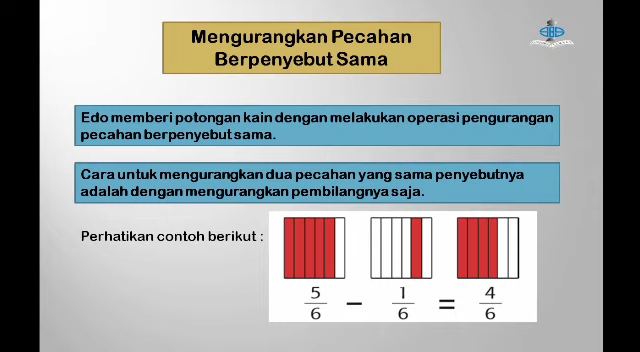 Mengurangkan Pecahan
Berpenyebut Sama
Edo memberi potongan kain dengan melakukan operasi pengurangan
pecahan berpenyebut sama.
Cara untuk mengurangkan dua pecahan yang sama penyebutnya
adalah dengan mengurangkan pembilangnya saja.
Perhatikan contoh berikut :
5/6 − 1/6 = 4/6